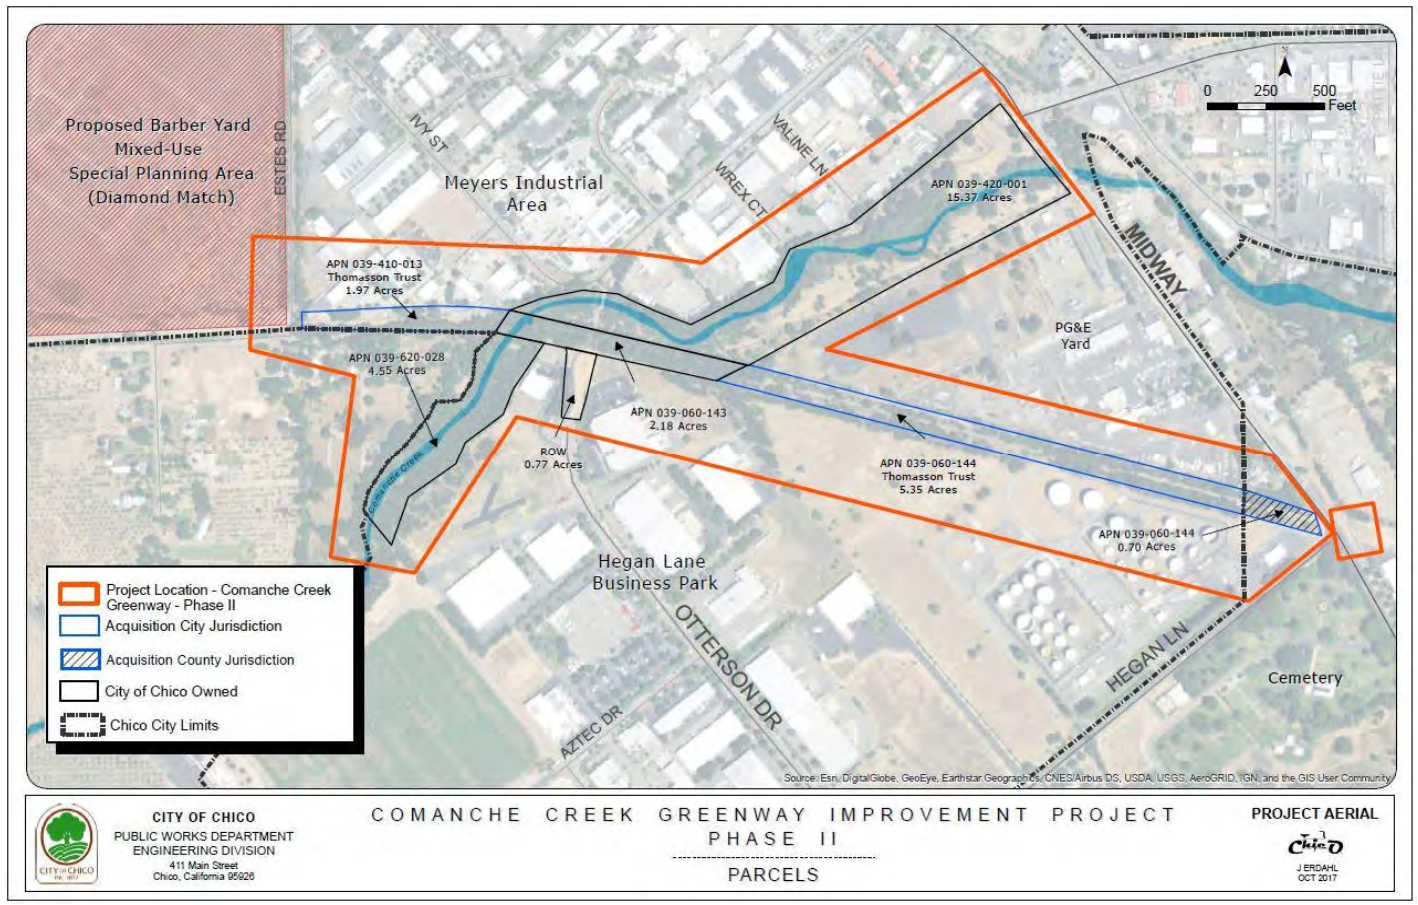 Proposed Barber Yard
Mixed-Use
Special Planning Area
(Diamond Match)
ESTES RD
IVY ST
Meyers Industrial
Area
VALINE LN
WREX CT
N
0 250 500
Feet
APN 039-420-001
15.37 Acres
MIDWAY
APN 039-410-013
Thomasson Trust
1.97 Acres
PG&E
Yard
APN 039-620-028
4.55 Acres
APN 039-060-143
2.18 Acres
ROW
0.77 Acres
Comanche Creek
APN 039-060-144
Thomasson Trust
5.35 Acres
APN 039-060-144
0.70 Acres
Hegan Lane
Business Park
OTTERSON DR
HEGAN LN
Cemetery
AZTEC DR
Project Location - Comanche Creek
Greenway - Phase II
Acquisition City Jurisdiction
Acquisition County Jurisdiction
City of Chico Owned
Chico City Limits
Source: Esri, DigitalGlobe, GeoEye, Earthstar Geographics, CNES/Airbus DS, USDA, USGS, AeroGRID, IGN, and the GIS User Community
CITY OF CHICO
CITY OF CHICO
PUBLIC WORKS DEPARTMENT
ENGINEERING DIVISION
411 Main Street
Chico, California 95926
COMANCHE CREEK GREENWAY IMPROVEMENT PROJECT
PHASE II
PARCELS
PROJECT AERIAL
Chico
J ERDAHL
OCT 2017